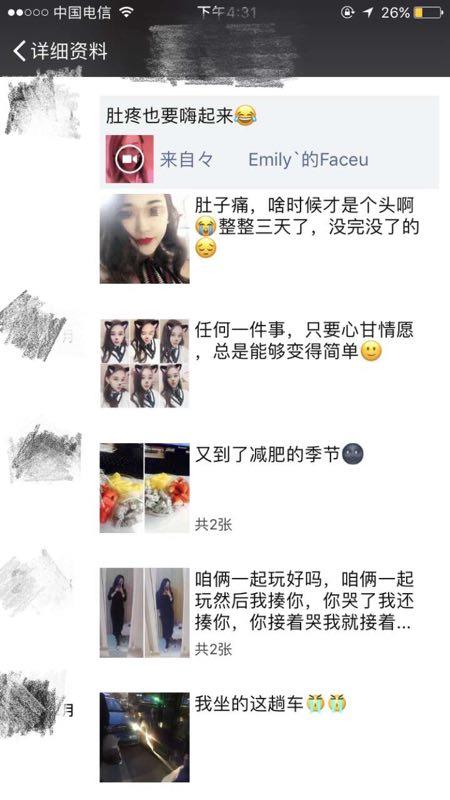 中国电信 下午4:31 26%
详细资料
肚疼也要嗨起来😂
来自々 Emily`的Faceu
肚子痛，啥时候才是个头啊
😭整整三天了，没完没了的
😔
月
任何一件事，只要心甘情愿
，总是能够变得简单🙂
又到了减肥的季节🌚
共2张
咱俩一起玩好吗，咱俩一起
玩然后我揍你，你哭了我还
揍你，你接着哭我就接着...
共2张
月
我坐的这趟车😭😭